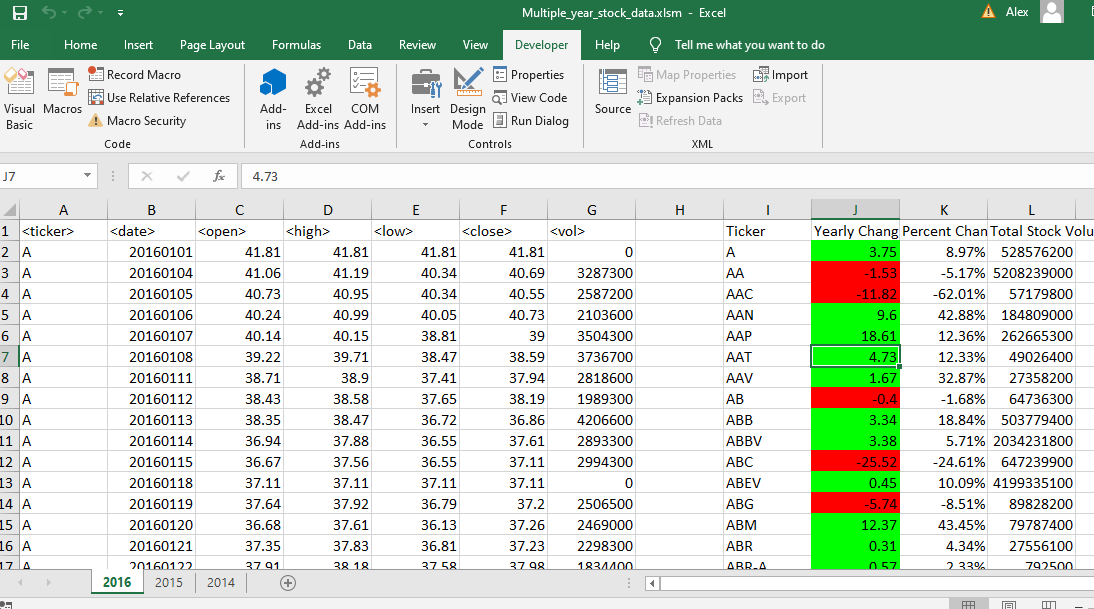 Multiple_year_stock_data.xlsm - Excel Alex
File Home Insert Page Layout Formulas Data Review View Developer Help Tell me what you want to do
Visual Basic Macros Record Macro Use Relative References Macro Security Code
Add-ins Excel Add-ins COM Add-ins Add-ins
Insert Design Mode Properties View Code Run Dialog Controls
Source Map Properties Expansion Packs Refresh Data Import Export XML
J7 fx 4.73
A B C D E F G H I J K L
1 <ticker> <date> <open> <high> <low> <close> <vol> Ticker Yearly Chang Percent Chan Total Stock Volu
2 A 20160101 41.81 41.81 41.81 41.81 0 A 3.75 8.97% 528576200
3 A 20160104 41.06 41.19 40.34 40.69 3287300 AA -1.53 -5.17% 5208239000
4 A 20160105 40.73 40.95 40.34 40.55 2587200 AAC -11.82 -62.01% 57179800
5 A 20160106 40.24 40.99 40.05 40.73 2103600 AAN 9.6 42.88% 184809000
6 A 20160107 40.14 40.15 38.81 39 3504300 AAP 18.61 12.36% 262665300
7 A 20160108 39.22 39.71 38.47 38.59 3736700 AAT 4.73 12.33% 49026400
8 A 20160111 38.71 38.9 37.41 37.94 2818600 AAV 1.67 32.87% 27358200
9 A 20160112 38.43 38.58 37.65 38.19 1989300 AB -0.4 -1.68% 64736300
10 A 20160113 38.35 38.47 36.72 36.86 4206600 ABB 3.34 18.84% 503779400
11 A 20160114 36.94 37.88 36.55 37.61 2893300 ABBV 3.38 5.71% 2034231800
12 A 20160115 36.67 37.56 36.55 37.11 2994300 ABC -25.52 -24.61% 647239900
13 A 20160118 37.11 37.11 37.11 37.11 0 ABEV 0.45 10.09% 4199335100
14 A 20160119 37.64 37.92 36.79 37.2 2506500 ABG -5.74 -8.51% 89828200
15 A 20160120 36.68 37.61 36.13 37.26 2469000 ABM 12.37 43.45% 79787400
16 A 20160121 37.35 37.83 36.81 37.23 2298300 ABR 0.31 4.34% 27556100
17 A 20160122 37.91 38.18 37.58 37.98 1834400 ABR-A 0.57 2.33% 792500
2016 2015 2014